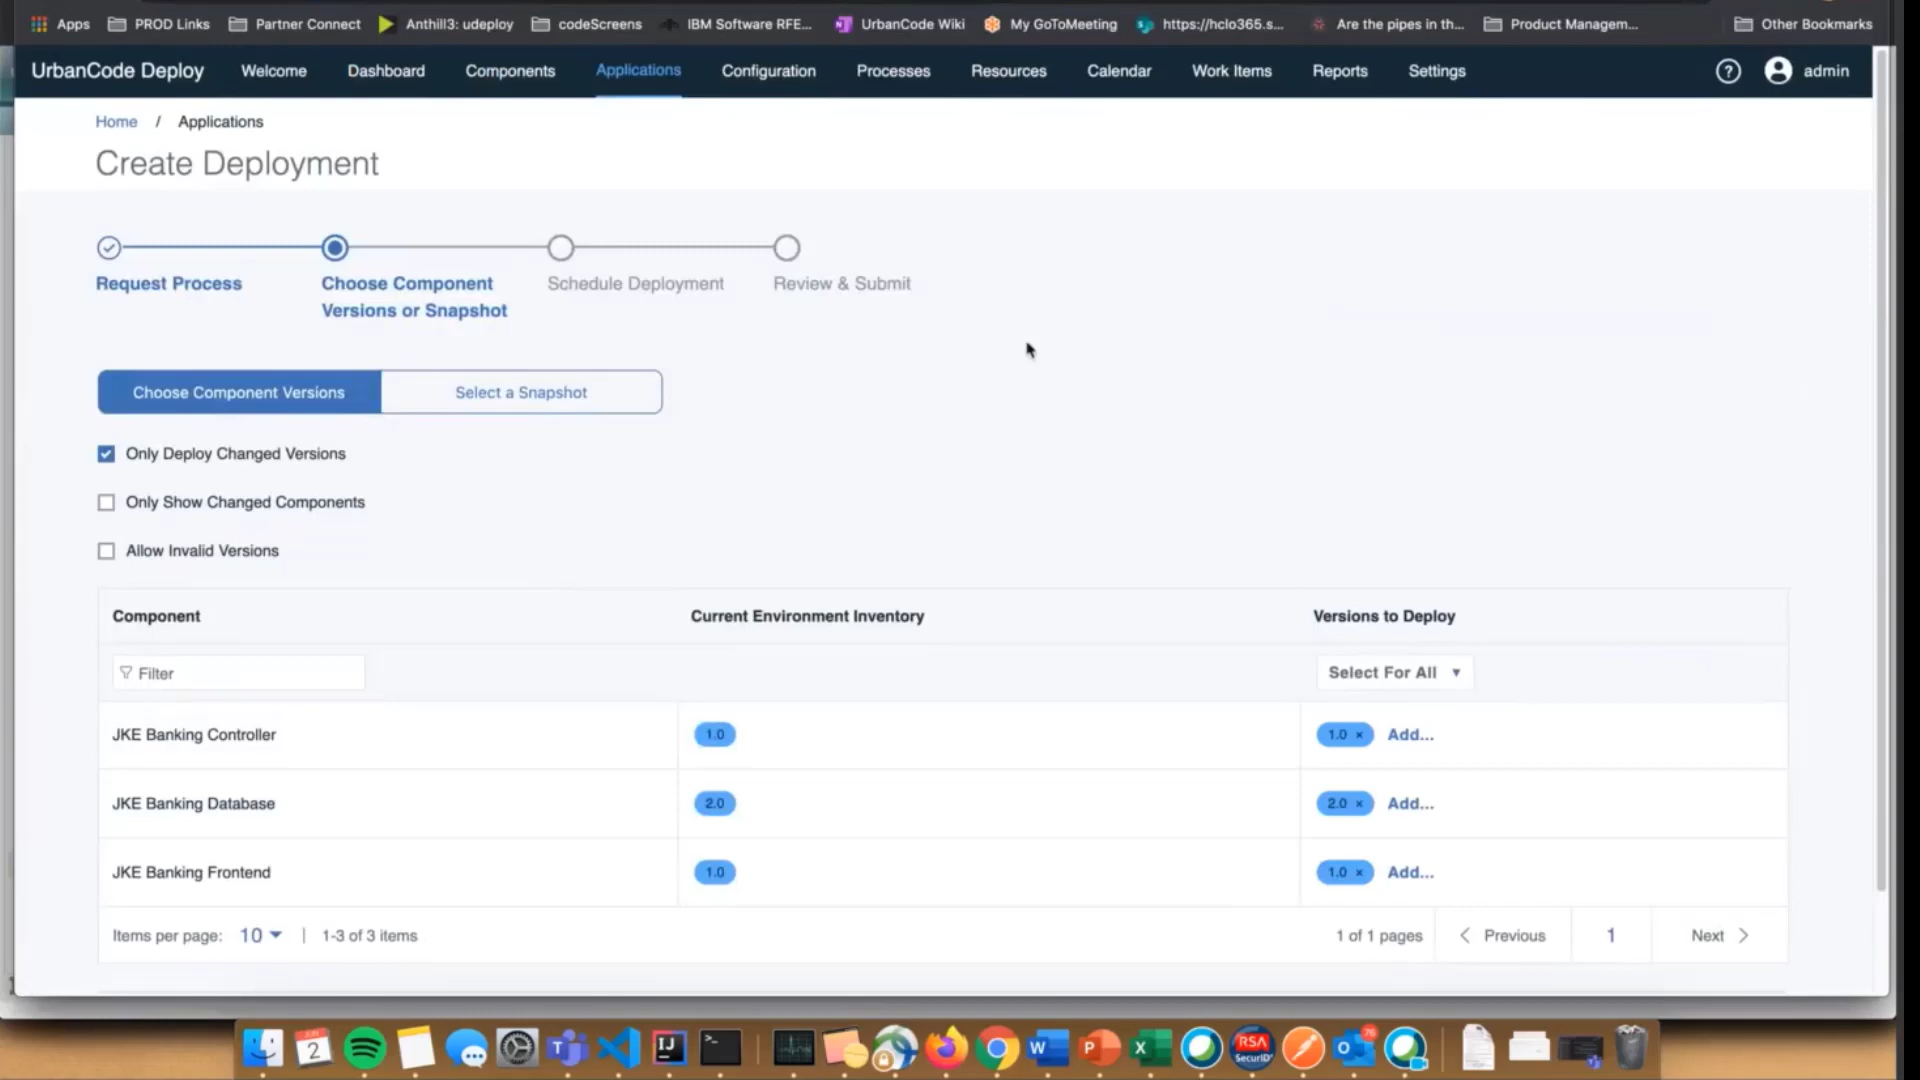 Apps PROD Links Partner Connect Anthill3: udeploy codeScreens IBM Software RFE... UrbanCode Wiki My GoToMeeting https://hclo365.s... Are the pipes in th... Product Managem... Other Bookmarks
UrbanCode Deploy Welcome Dashboard Components Applications Configuration Processes Resources Calendar Work Items Reports Settings ? admin
Home / Applications
Create Deployment
Request Process
Choose Component
Versions or Snapshot
Schedule Deployment
Review & Submit
Choose Component Versions Select a Snapshot
Only Deploy Changed Versions
Only Show Changed Components
Allow Invalid Versions
Component Current Environment Inventory Versions to Deploy
Filter Select For All
JKE Banking Controller 1.0 1.0 × Add...
JKE Banking Database 2.0 2.0 × Add...
JKE Banking Frontend 1.0 1.0 × Add...
Items per page: 10 | 1-3 of 3 items 1 of 1 pages Previous 1 Next
2 T IJ >_ W P X RSA SecurID O 76